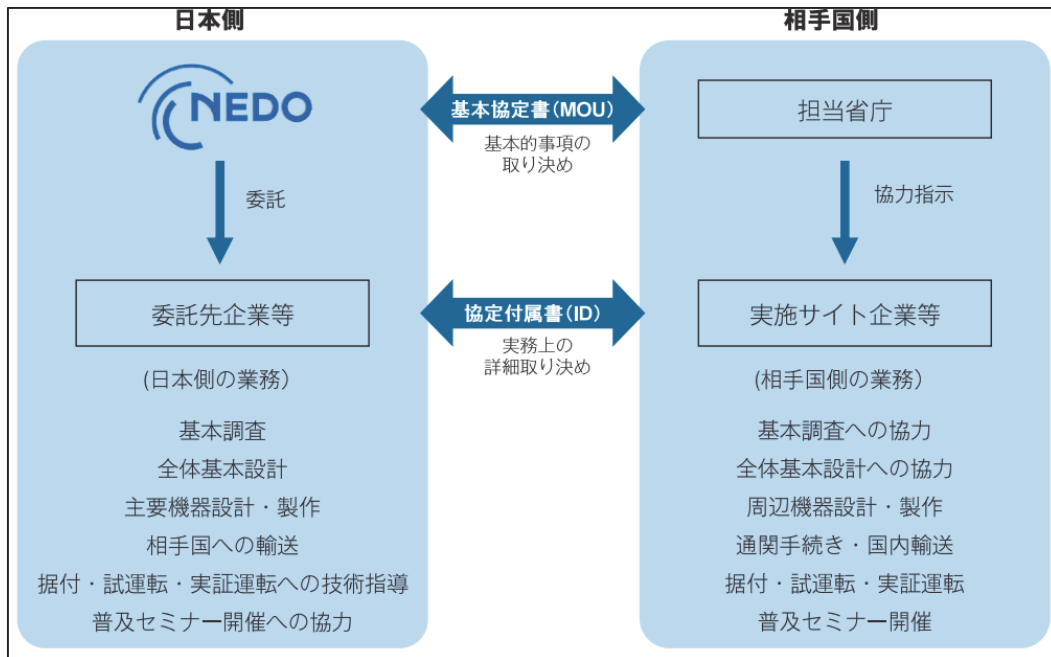 日本側
相手国側
NEDO
基本協定書(MOU)
基本的事項の
取り決め
担当省庁
委託
協力指示
委託先企業等
協定付属書(ID)
実務上の
詳細取り決め
実施サイト企業等
(日本側の業務)
基本調査
全体基本設計
主要機器設計・製作
相手国への輸送
据付・試運転・実証運転への技術指導
普及セミナー開催への協力
(相手国側の業務)
基本調査への協力
全体基本設計への協力
周辺機器設計・製作
通関手続き・国内輸送
据付・試運転・実証運転
普及セミナー開催